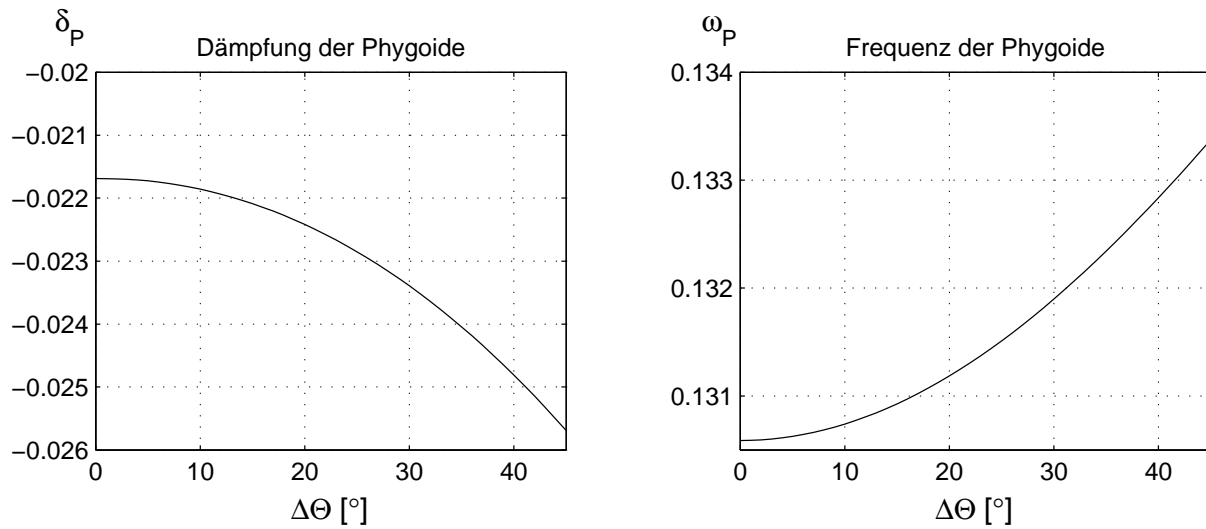 δP
Dämpfung der Phygoide
−0.02
−0.021
−0.022
−0.023
−0.024
−0.025
−0.026
0 10 20 30 40
ΔΘ [°]
ωP
Frequenz der Phygoide
0.134
0.133
0.132
0.131
0 10 20 30 40
ΔΘ [°]